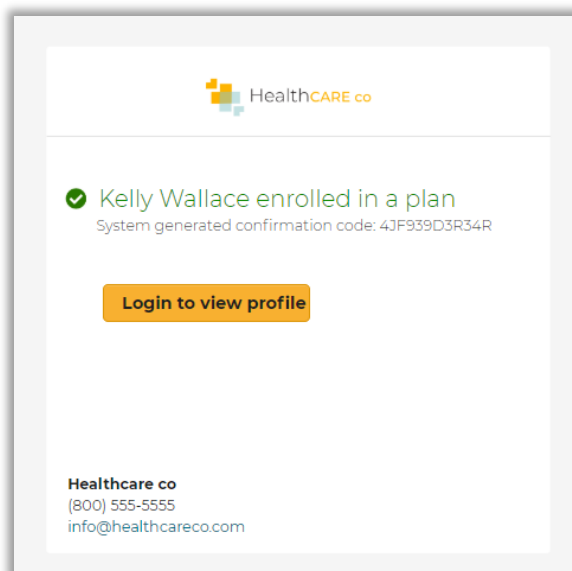 HealthCARE co
Kelly Wallace enrolled in a plan
System generated confirmation code: 4JF939D3R34R
Login to view profile
Healthcare co
(800) 555-5555
info@healthcareco.com